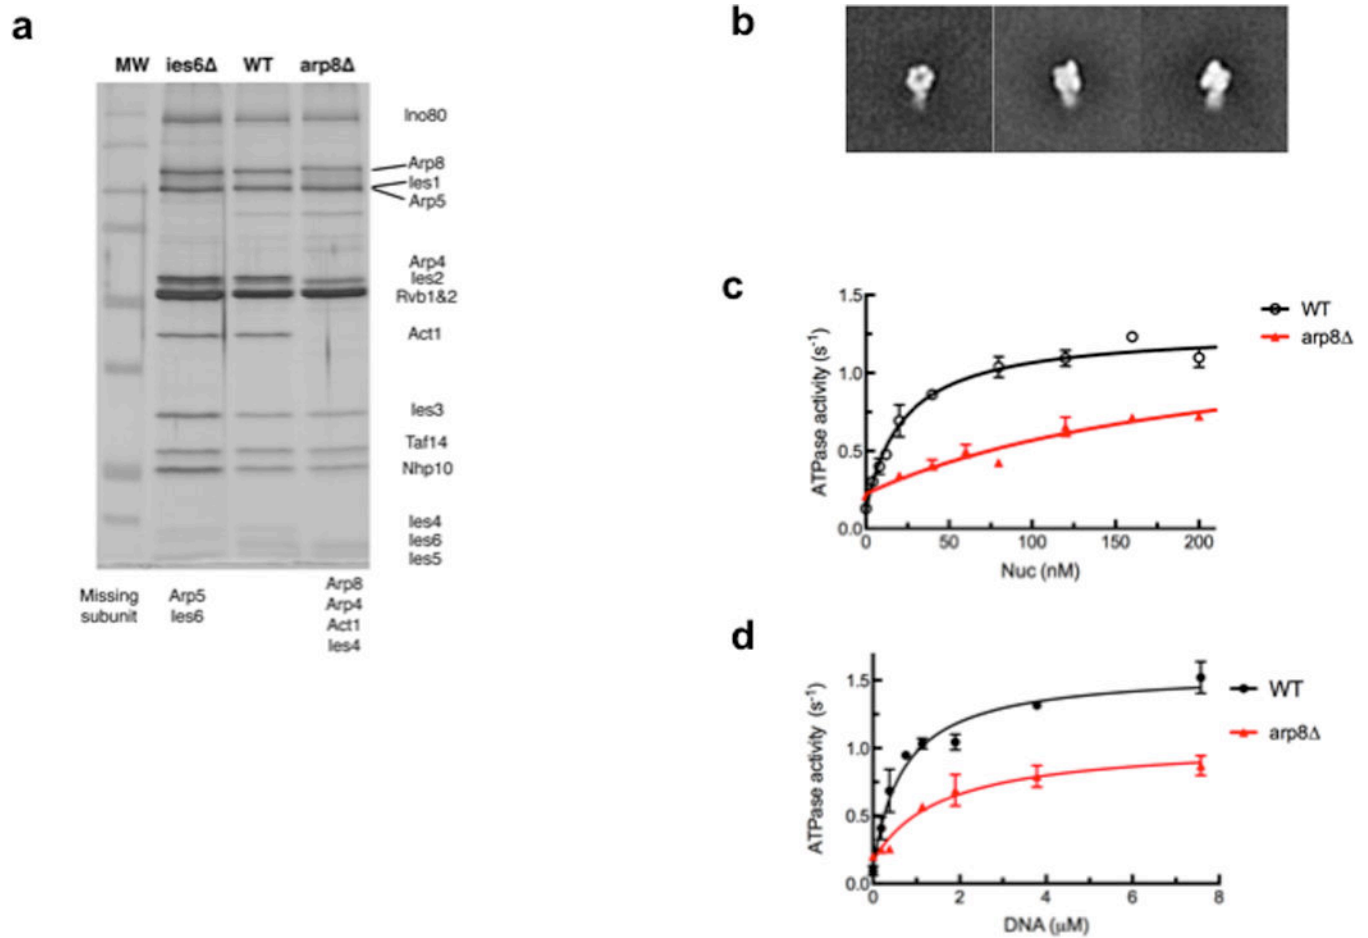 a
MW ies6Δ WT arp8Δ
Ino80
Arp8
Ies1
Arp5
Arp4
Ies2
Rvb1&2
Act1
Ies3
Taf14
Nhp10
Ies4
Ies6
Ies5
Missing subunit
Arp5
Ies6
Arp8
Arp4
Act1
Ies4
b
c
ATPase activity (s⁻¹)
1.5
1.0
0.5
0.0
0 50 100 150 200
Nuc (nM)
WT
arp8Δ
d
ATPase activity (s⁻¹)
1.5
1.0
0.5
0.0
0 2 4 6 8
DNA (μM)
WT
arp8Δ